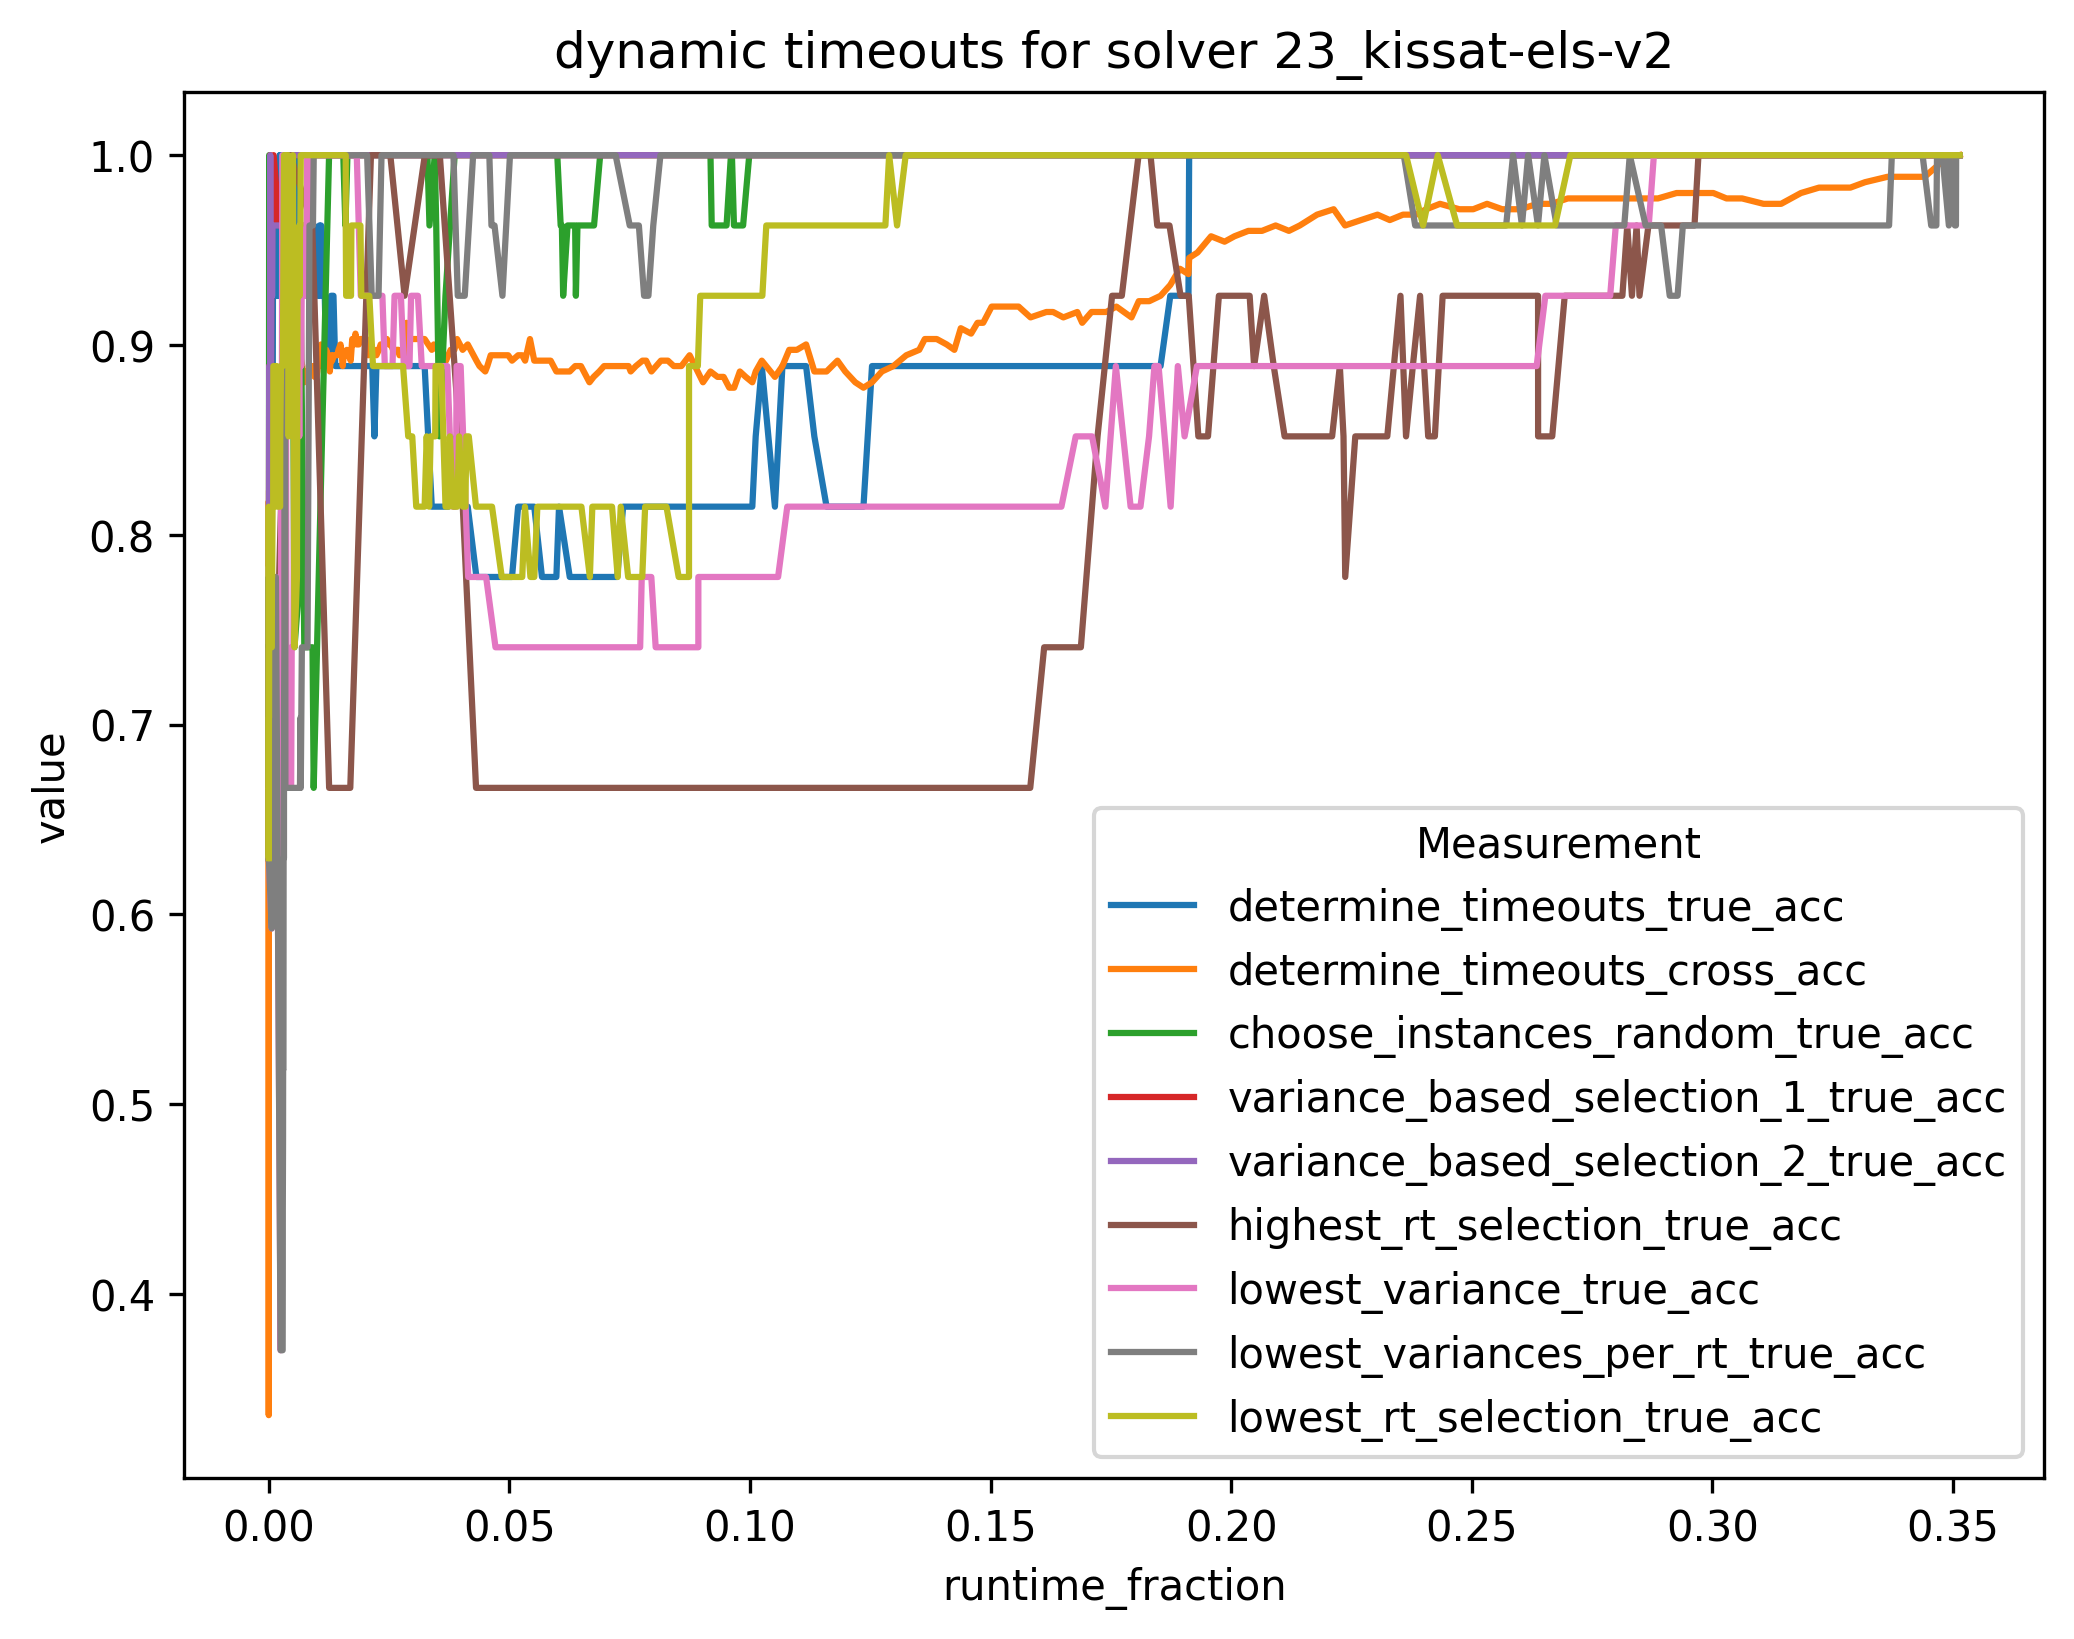 dynamic timeouts for solver 23_kissat-els-v2
1.0
0.9
0.8
0.7
0.6
0.5
0.4
value
Measurement
determine_timeouts_true_acc
determine_timeouts_cross_acc
choose_instances_random_true_acc
variance_based_selection_1_true_acc
variance_based_selection_2_true_acc
highest_rt_selection_true_acc
lowest_variance_true_acc
lowest_variances_per_rt_true_acc
lowest_rt_selection_true_acc
0.00 0.05 0.10 0.15 0.20 0.25 0.30 0.35
runtime_fraction